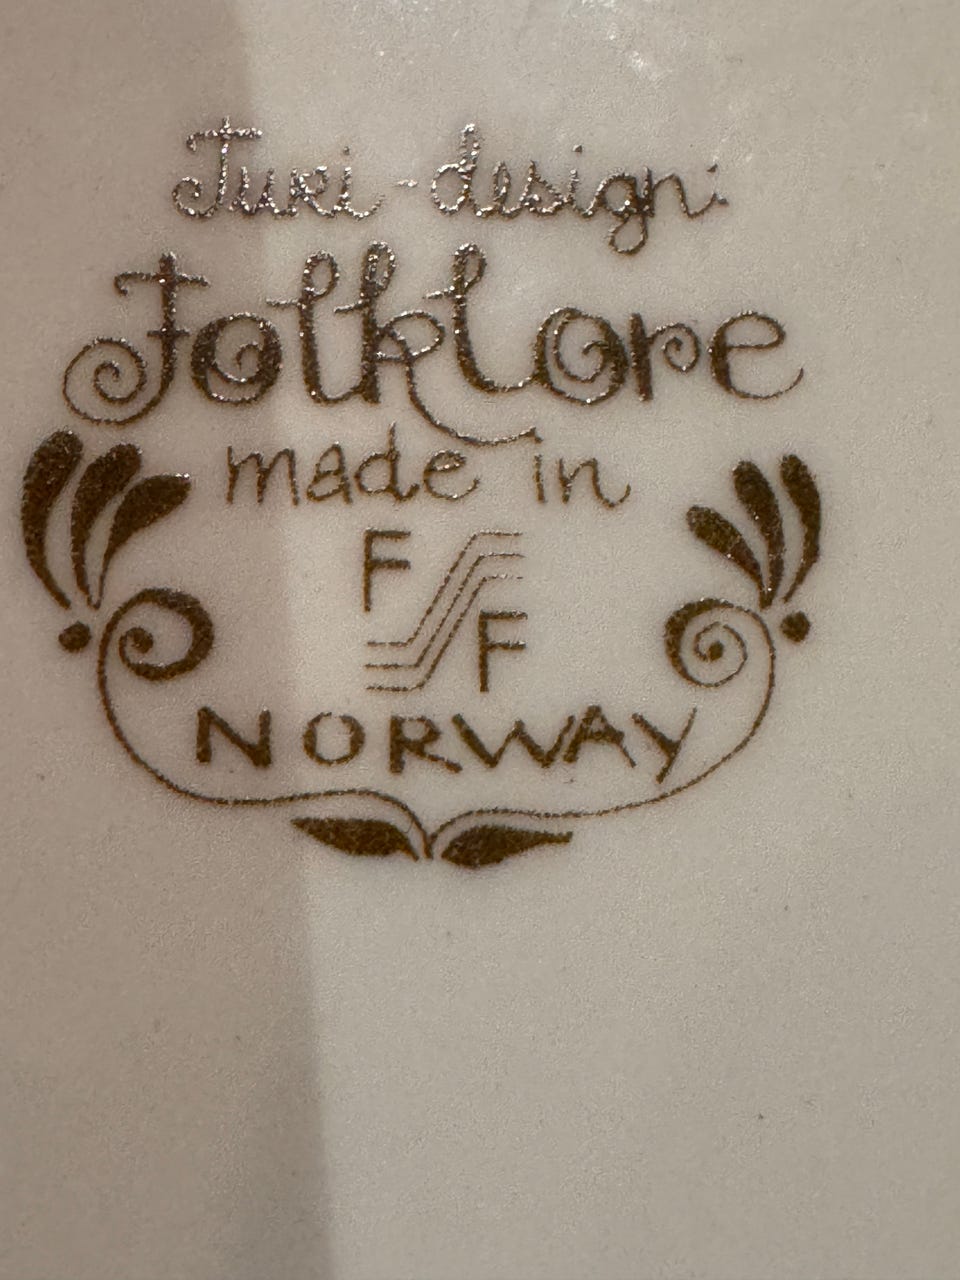 Turi-design:
Folklore
made in
F
F
NORWAY